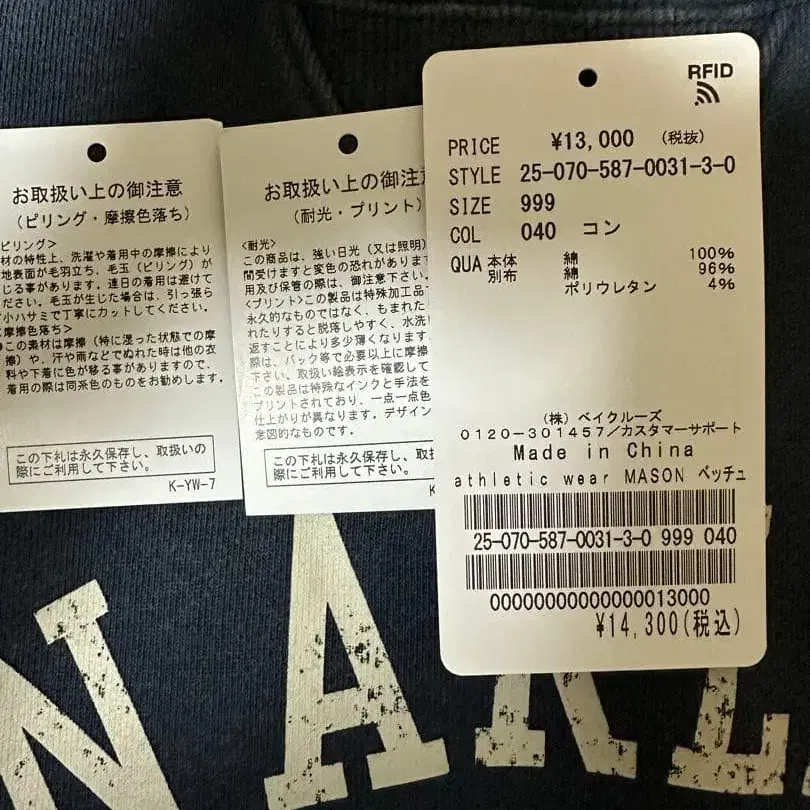 お取扱い上の御注意
（ピリング・摩擦色落ち）
ピリング>
材の特性上、洗濯や着用中の摩擦により
地表面が毛羽立ち、毛玉（ピリング）が
じる事があります。連日の着用は避けて
ださい。毛玉が生じた場合は、引っ張ら
小ハサミで丁寧にカットしてください。
摩擦色落ち>
この素材は摩擦（特に湿った状態での摩
擦）や、汗や雨などでぬれた時は他の衣
料や下着に色が移る事がありますので、
着用の際は同系色のものをお勧めします。
この下札は永久保存し、取扱いの
際にご利用して下さい。
K-YW-7
お取扱い上の御注
（耐光・プリント）
<耐光>
この商品は、強い日光（又は照明）
間受けますと変色の恐れがあります
用及び保管の際は、御注意下さい。
<プリント>この製品は特殊加工品で
永久的なものではなく、もまれた
れたりすると脱落しやすく、水洗い
返すことにより多少薄くなります
際は、バック等で必要以上に摩擦
下さい。取扱い絵表示を確認して
この製品は特殊なインクと手法を
プリントされており、一点一点色
仕上がりが異なります。デザイン
意図的なものです。
この下札は永久保存し、取扱
際にご利用して下さい。
K
RFID
PRICE ¥13,000 （税抜）
STYLE 25-070-587-0031-3-0
SIZE 999
COL 040 コン
QUA 本体 綿 100%
別布 綿 96%
ポリウレタン 4%
（株）ベイクルーズ
0120-301457/カスタマーサポート
Made in China
athletic wear MASON ベッチュ
25-070-587-0031-3-0 999 040
00000000000000013000
¥14,300(税込)
N A